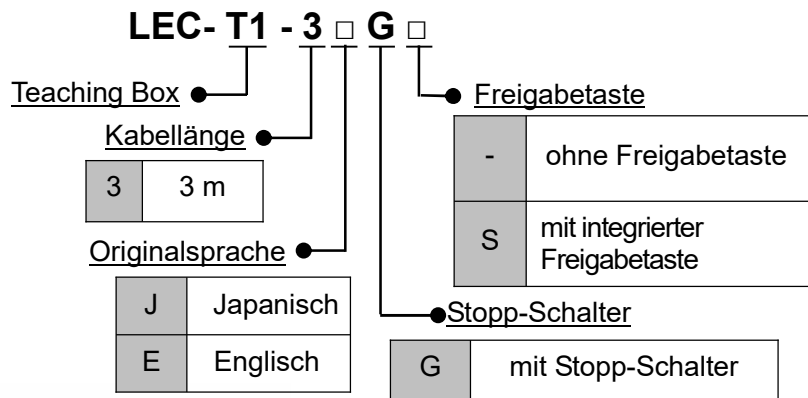 LEC- T1 - 3 □ G □
Teaching Box
Freigabetaste
- ohne Freigabetaste
S mit integrierter
Freigabetaste
Kabellänge
3 3 m
Originalsprache
J Japanisch
E Englisch
Stopp-Schalter
G mit Stopp-Schalter